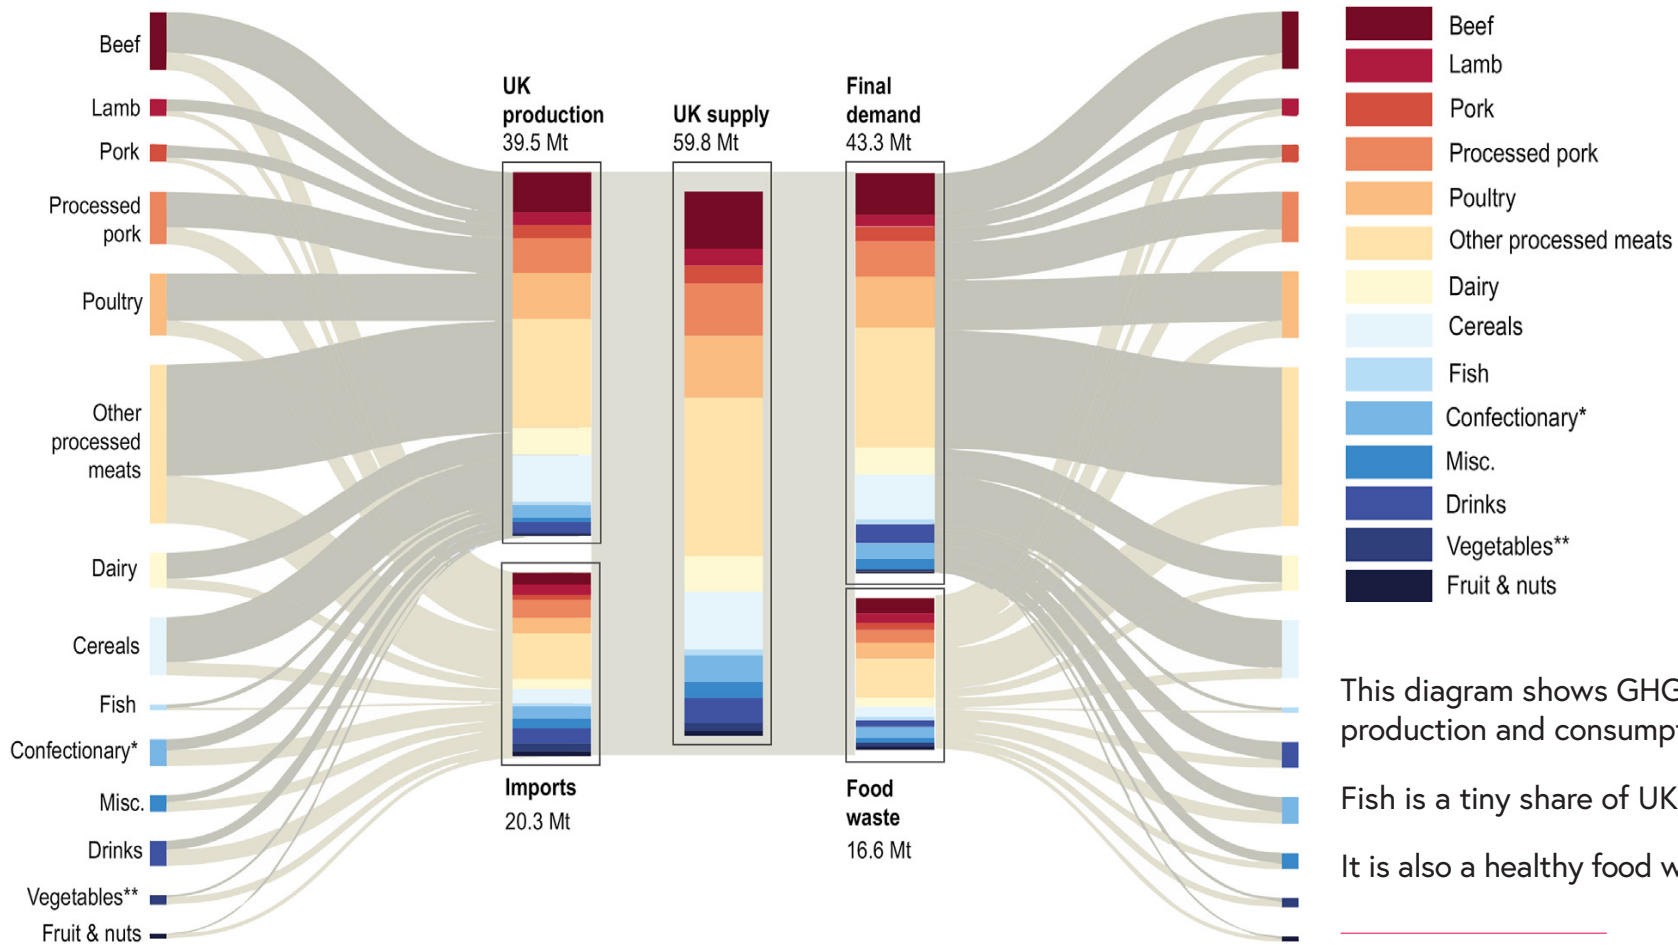 Beef
Lamb
Pork
Processed
pork
Poultry
Other
processed
meats
Dairy
Cereals
Fish
Confectionary*
Misc.
Drinks
Vegetables**
Fruit & nuts
UK
production
39.5 Mt
Imports
20.3 Mt
UK supply
59.8 Mt
Final
demand
43.3 Mt
Food
waste
16.6 Mt
Beef
Lamb
Pork
Processed pork
Poultry
Other processed meats
Dairy
Cereals
Fish
Confectionary*
Misc.
Drinks
Vegetables**
Fruit & nuts
This diagram shows GHG
production and consumpt
Fish is a tiny share of UK
It is also a healthy food w